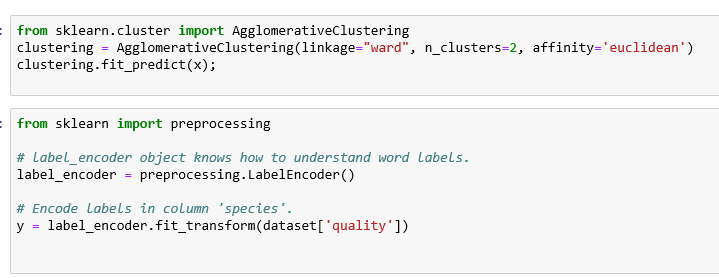 from sklearn.cluster import AgglomerativeClustering
clustering = AgglomerativeClustering(linkage="ward", n_clusters=2, affinity='euclidean')
clustering.fit_predict(x);
from sklearn import preprocessing
# label_encoder object knows how to understand word labels.
label_encoder = preprocessing.LabelEncoder()
# Encode labels in column 'species'.
y = label_encoder.fit_transform(dataset['quality'])